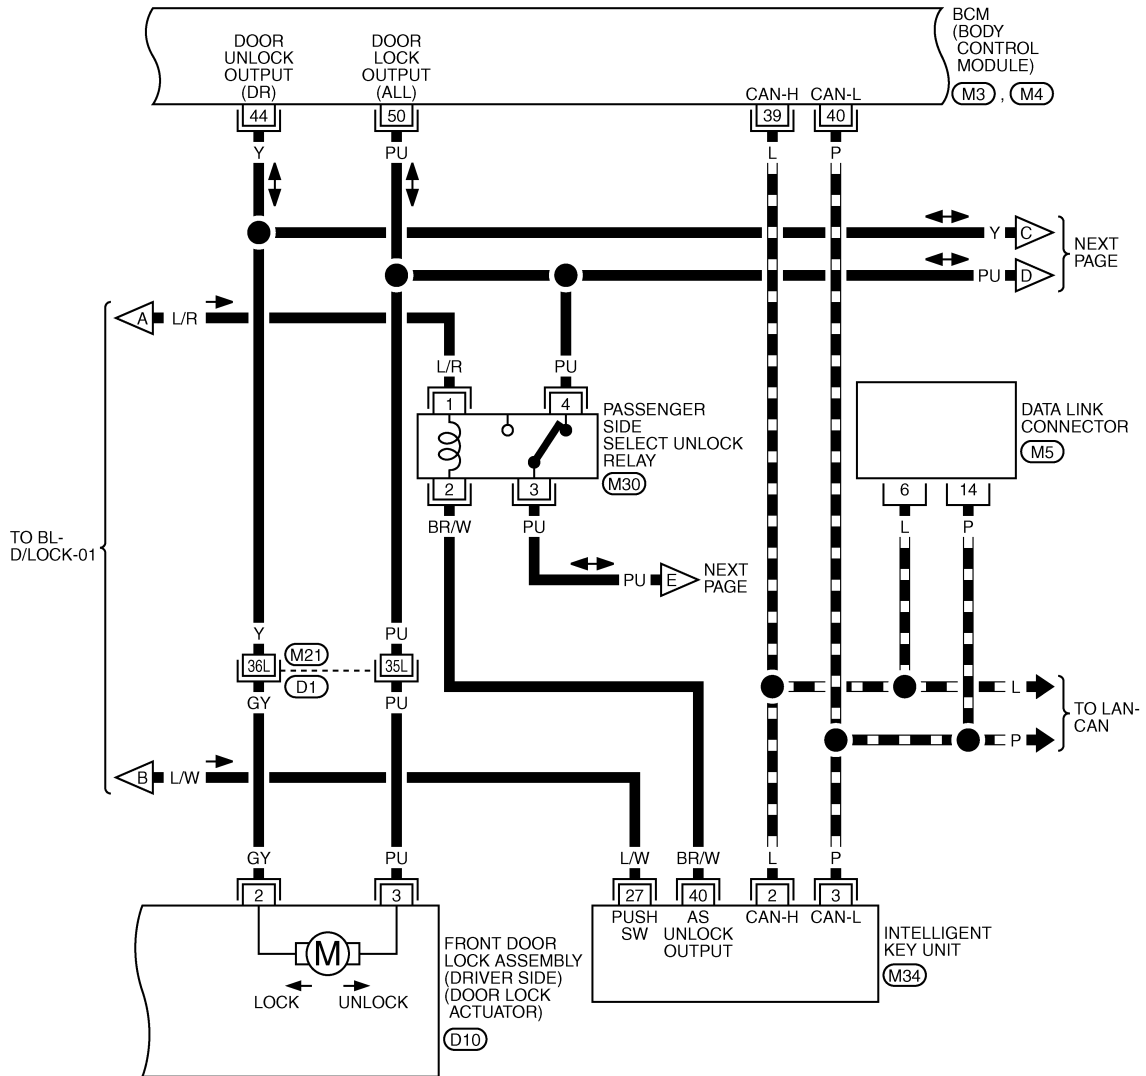 BCM
(BODY
CONTROL
MODULE)
M3 , M4
DOOR
UNLOCK
OUTPUT
(DR)
DOOR
LOCK
OUTPUT
(ALL)
CAN-H
CAN-L
44
50
39
40
Y
PU
L
P
Y
C
PU
D
NEXT
PAGE
A
L/R
L/R
PU
1
4
PASSENGER
SIDE
SELECT UNLOCK
RELAY
M30
2
3
BR/W
PU
DATA LINK
CONNECTOR
M5
6
14
L
P
TO BL-
D/LOCK-01
PU
E
NEXT
PAGE
Y
PU
36L
M21
D1
35L
GY
PU
L
P
TO LAN-
CAN
B
L/W
GY
PU
L/W
BR/W
L
P
2
3
27
40
2
3
PUSH
SW
AS
UNLOCK
OUTPUT
CAN-H
CAN-L
INTELLIGENT
KEY UNIT
M34
M
LOCK
UNLOCK
FRONT DOOR
LOCK ASSEMBLY
(DRIVER SIDE)
(DOOR LOCK
ACTUATOR)
D10